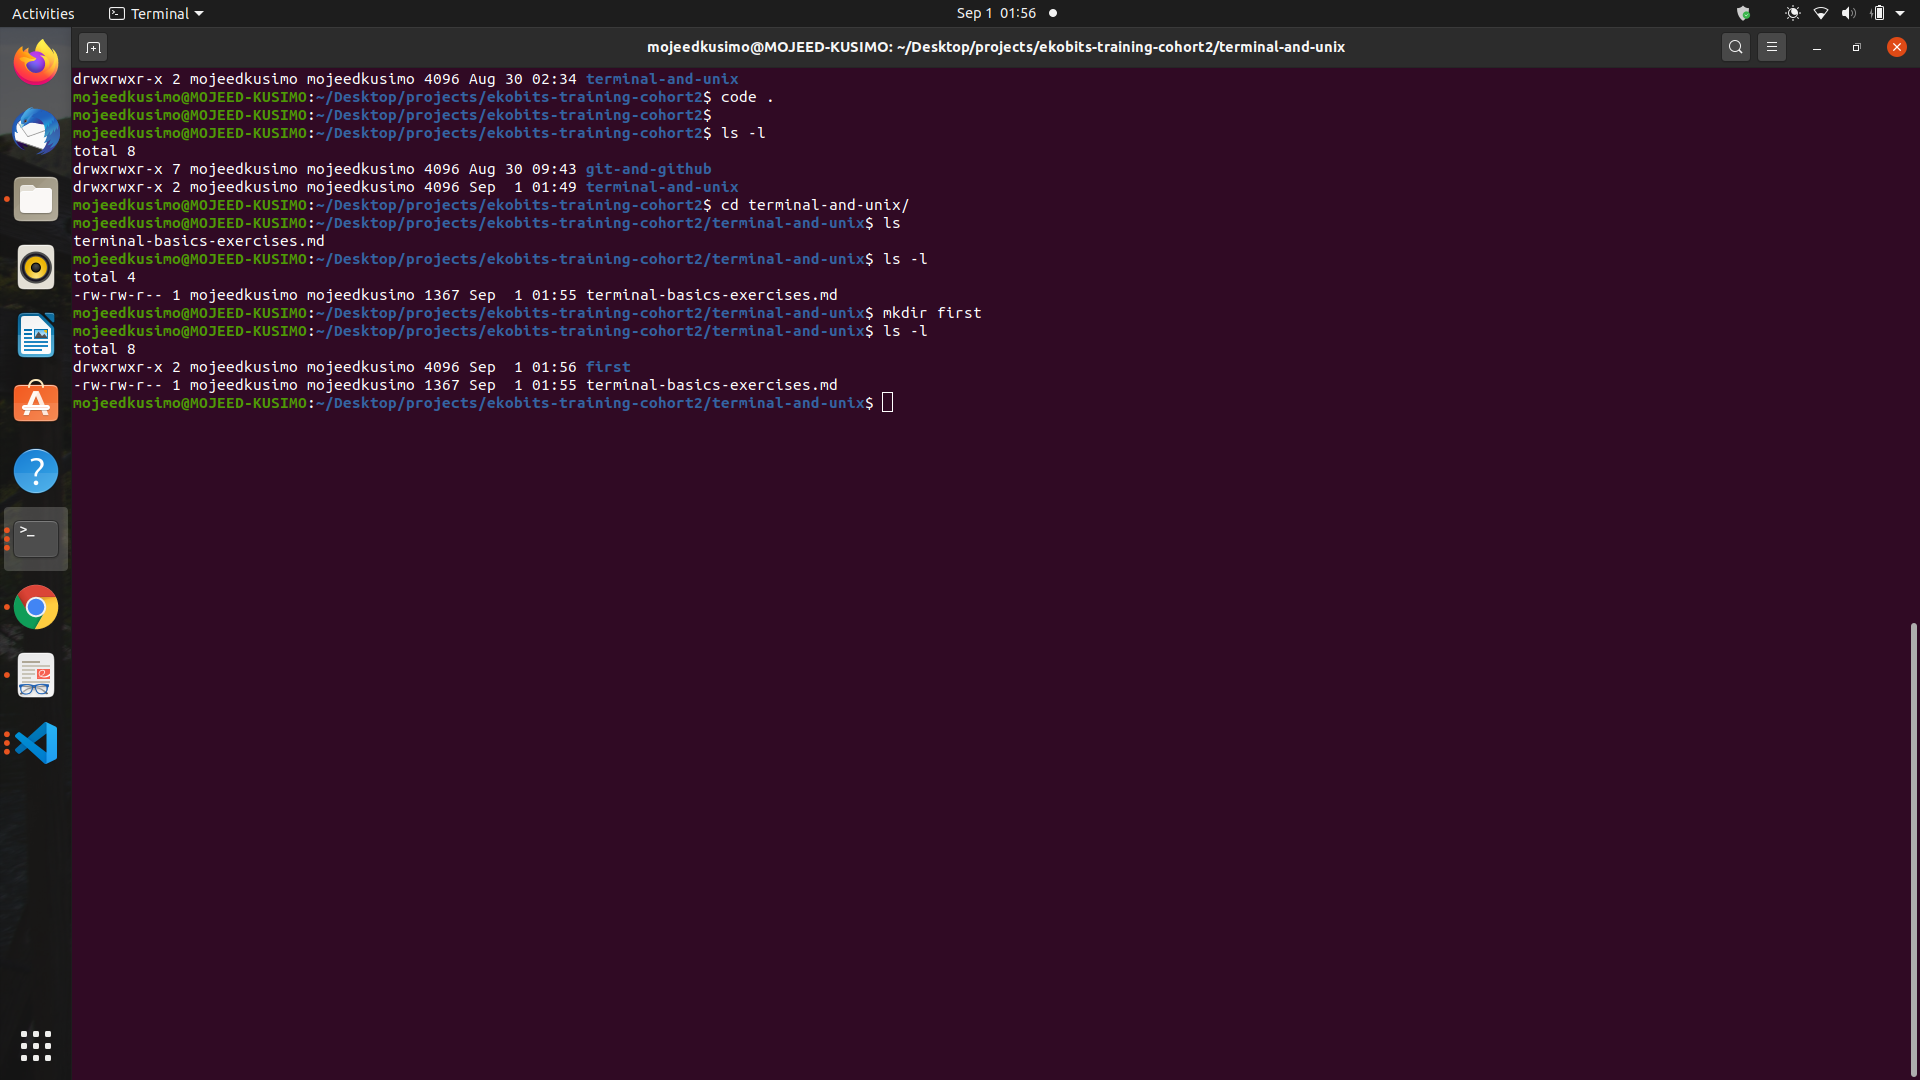 Activities
Terminal
Sep 1 01:56
mojeedkusimo@MOJEED-KUSIMO: ~/Desktop/projects/ekobits-training-cohort2/terminal-and-unix
drwxrwxr-x 2 mojeedkusimo mojeedkusimo 4096 Aug 30 02:34 terminal-and-unix
mojeedkusimo@MOJEED-KUSIMO:~/Desktop/projects/ekobits-training-cohort2$ code .
mojeedkusimo@MOJEED-KUSIMO:~/Desktop/projects/ekobits-training-cohort2$
mojeedkusimo@MOJEED-KUSIMO:~/Desktop/projects/ekobits-training-cohort2$ ls -l
total 8
drwxrwxr-x 7 mojeedkusimo mojeedkusimo 4096 Aug 30 09:43 git-and-github
drwxrwxr-x 2 mojeedkusimo mojeedkusimo 4096 Sep  1 01:49 terminal-and-unix
mojeedkusimo@MOJEED-KUSIMO:~/Desktop/projects/ekobits-training-cohort2$ cd terminal-and-unix/
mojeedkusimo@MOJEED-KUSIMO:~/Desktop/projects/ekobits-training-cohort2/terminal-and-unix$ ls
terminal-basics-exercises.md
mojeedkusimo@MOJEED-KUSIMO:~/Desktop/projects/ekobits-training-cohort2/terminal-and-unix$ ls -l
total 4
-rw-rw-r-- 1 mojeedkusimo mojeedkusimo 1367 Sep  1 01:55 terminal-basics-exercises.md
mojeedkusimo@MOJEED-KUSIMO:~/Desktop/projects/ekobits-training-cohort2/terminal-and-unix$ mkdir first
mojeedkusimo@MOJEED-KUSIMO:~/Desktop/projects/ekobits-training-cohort2/terminal-and-unix$ ls -l
total 8
drwxrwxr-x 2 mojeedkusimo mojeedkusimo 4096 Sep  1 01:56 first
-rw-rw-r-- 1 mojeedkusimo mojeedkusimo 1367 Sep  1 01:55 terminal-basics-exercises.md
mojeedkusimo@MOJEED-KUSIMO:~/Desktop/projects/ekobits-training-cohort2/terminal-and-unix$